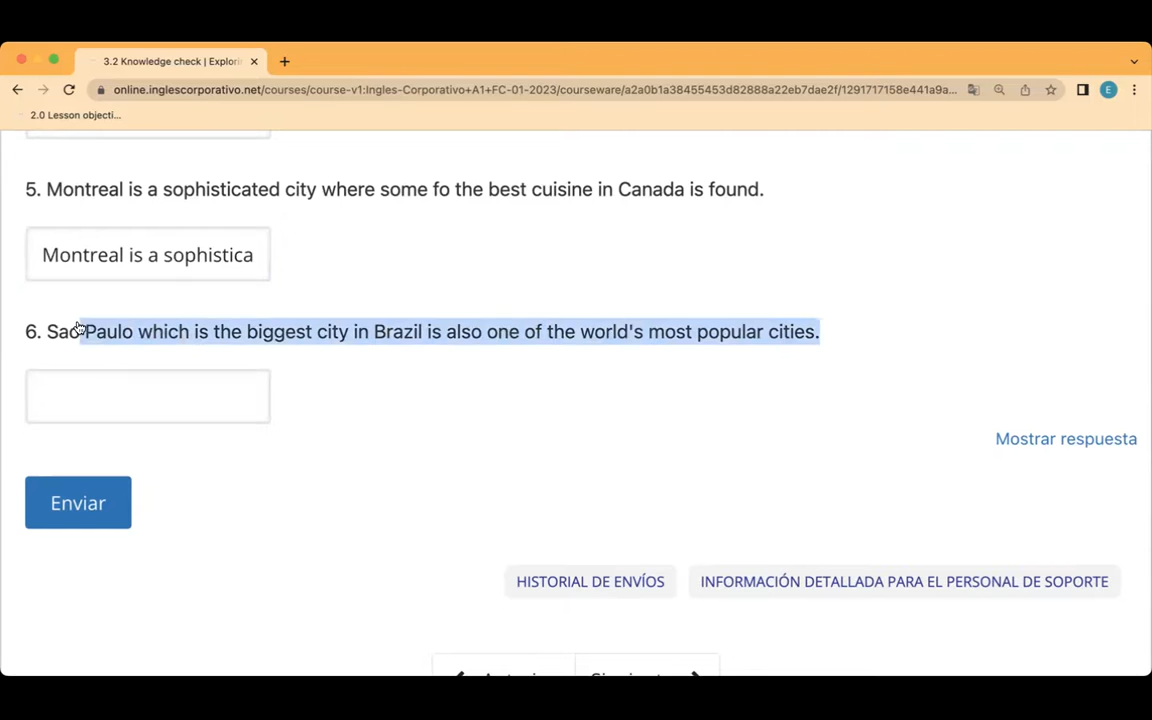 3.2 Knowledge check | Explori
online.inglescorporativo.net/courses/course-v1:Ingles-Corporativo+A1+FC-01-2023/courseware/a2a0b1a38455453d82888a22eb7dae2f/1291717158e441a9a...
E
2.0 Lesson objecti...
5. Montreal is a sophisticated city where some fo the best cuisine in Canada is found.
Montreal is a sophistica
6. Sao Paulo which is the biggest city in Brazil is also one of the world's most popular cities.
Mostrar respuesta
Enviar
HISTORIAL DE ENVÍOS
INFORMACIÓN DETALLADA PARA EL PERSONAL DE SOPORTE